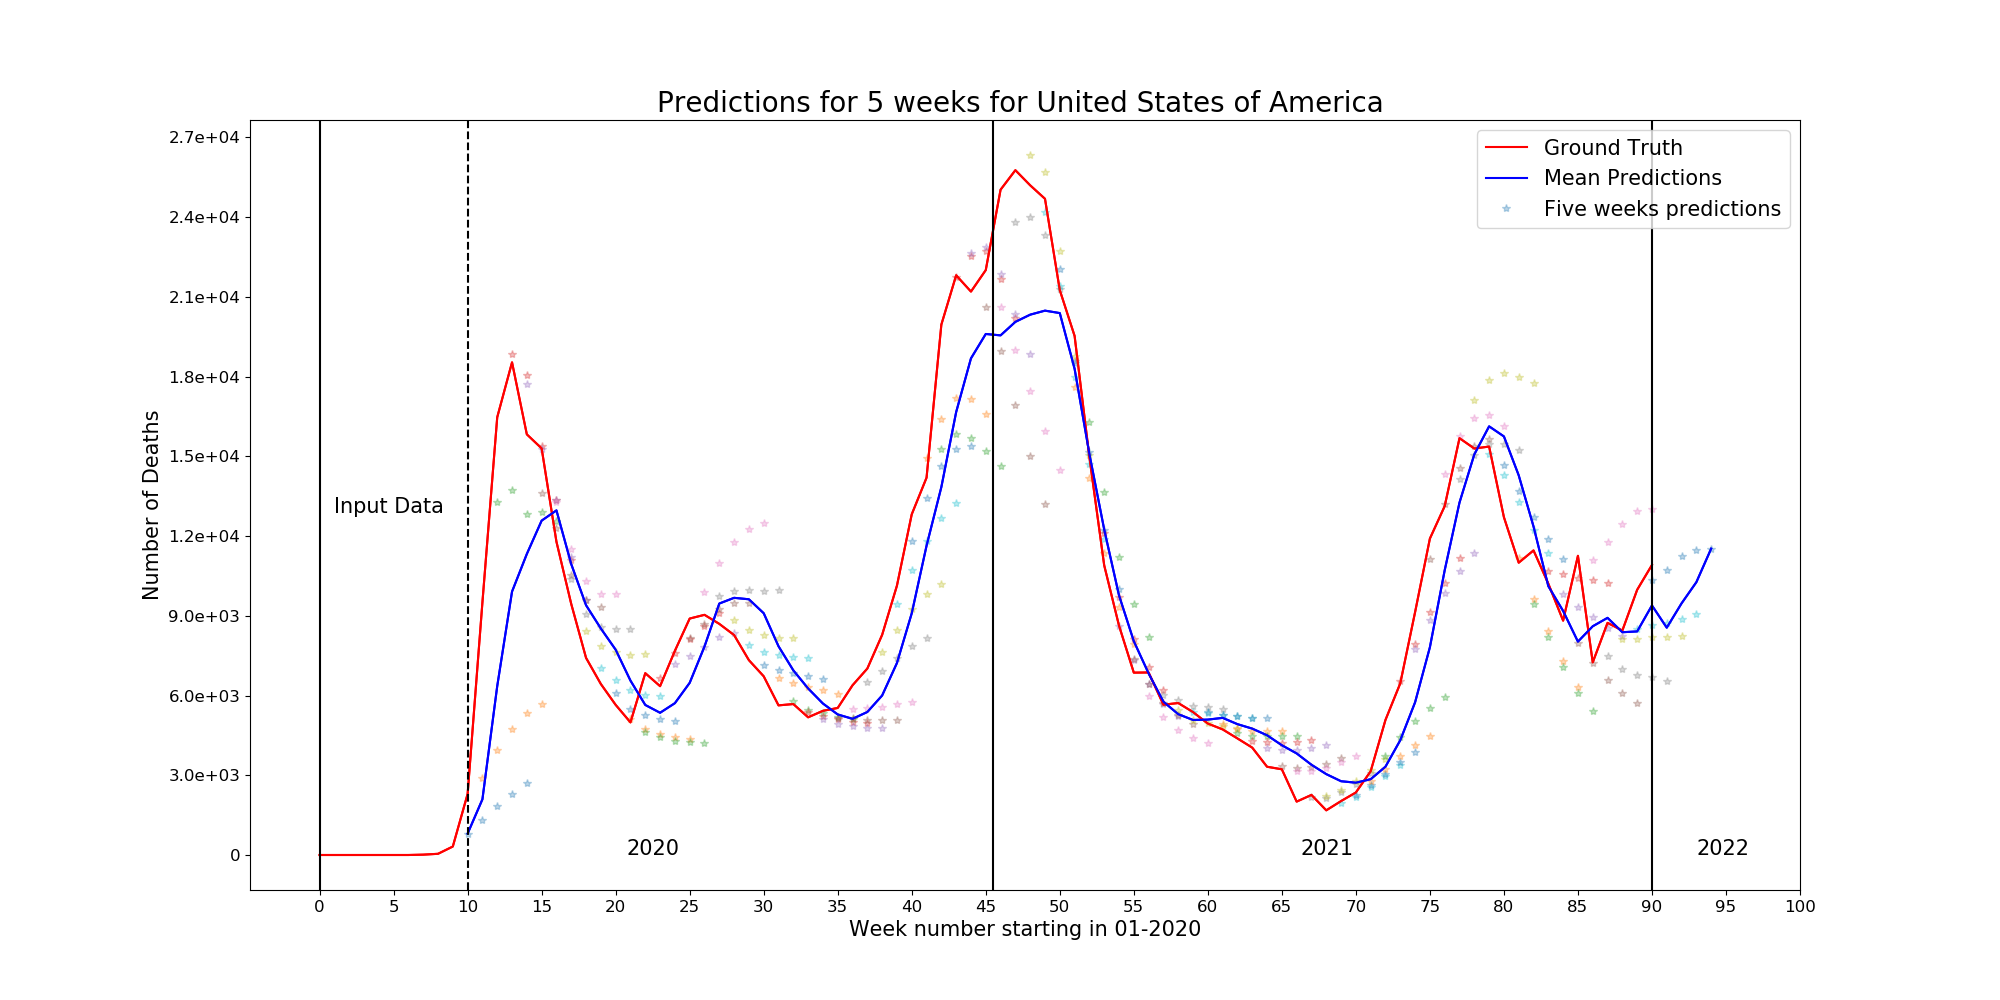 Predictions for 5 weeks for United States of America
Ground Truth
Mean Predictions
Five weeks predictions
Number of Deaths
2.7e+04
2.4e+04
2.1e+04
1.8e+04
1.5e+04
1.2e+04
9.0e+03
6.0e+03
3.0e+03
0
Input Data
2020
2021
2022
0 5 10 15 20 25 30 35 40 45 50 55 60 65 70 75 80 85 90 95 100
Week number starting in 01-2020